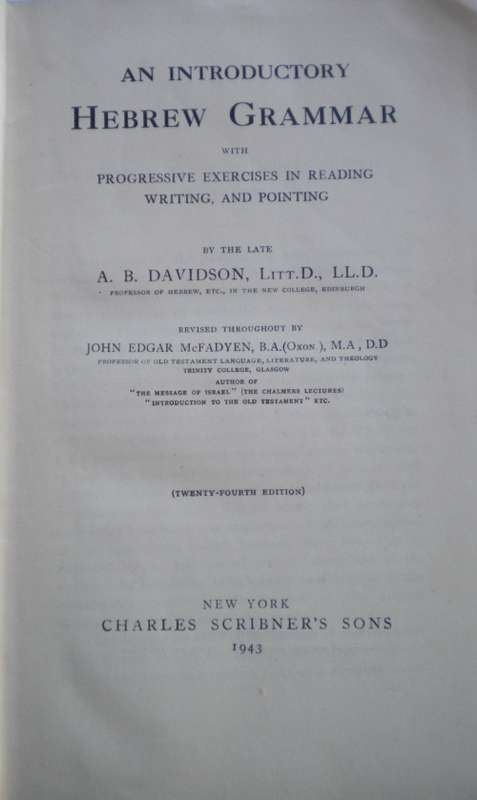 AN INTRODUCTORY
HEBREW GRAMMAR
WITH
PROGRESSIVE EXERCISES IN READING
WRITING, AND POINTING
BY THE LATE
A. B. DAVIDSON, LITT.D., LL.D.
PROFESSOR OF HEBREW, ETC., IN THE NEW COLLEGE, EDINBURGH
REVISED THROUGHOUT BY
JOHN EDGAR McFADYEN, B.A.(OXON.), M.A., D.D
PROFESSOR OF OLD TESTAMENT LANGUAGE, LITERATURE, AND THEOLOGY
TRINITY COLLEGE, GLASGOW
AUTHOR OF
"THE MESSAGE OF ISRAEL" (THE CHALMERS LECTURES)
"INTRODUCTION TO THE OLD TESTAMENT" ETC.
(TWENTY-FOURTH EDITION)
NEW YORK
CHARLES SCRIBNER'S SONS
1943